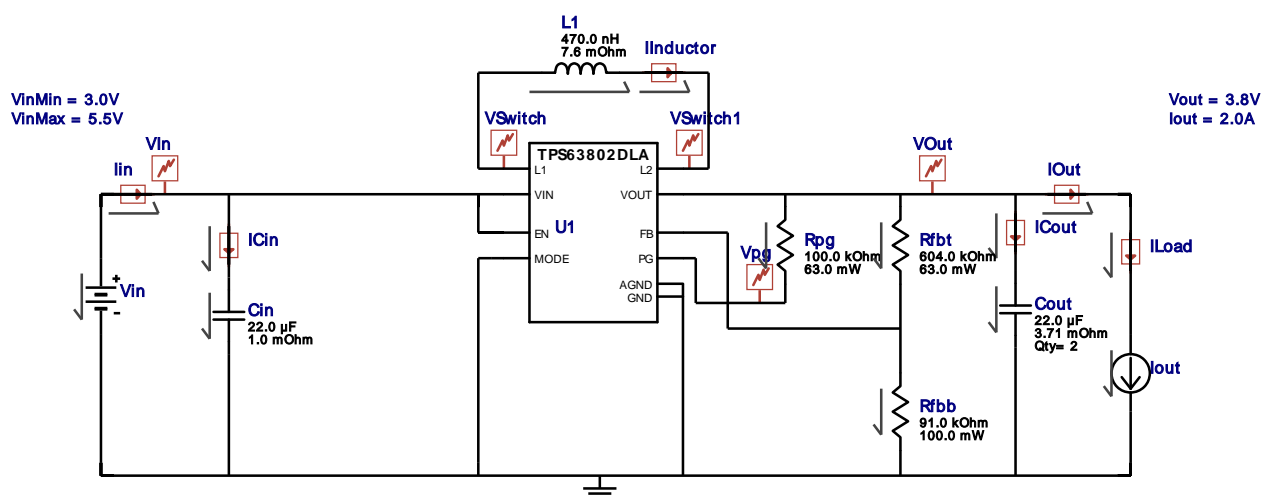 L1
470.0 nH
7.6 mOhm
IInductor
VinMin = 3.0V
VinMax = 5.5V
Vout = 3.8V
Iout = 2.0A
VSwitch
VSwitch1
VIn
Iin
TPS63802DLA
L1
L2
VOut
IOut
VIN
VOUT
EN
U1
FB
MODE
PG
AGND
GND
ICin
Vpg
Rpg
100.0 kOhm
63.0 mW
Rfbt
604.0 kOhm
63.0 mW
ICout
ILoad
+
Vin
-
Cin
22.0 µF
1.0 mOhm
Cout
22.0 µF
3.71 mOhm
Qty= 2
Iout
Rfbb
91.0 kOhm
100.0 mW